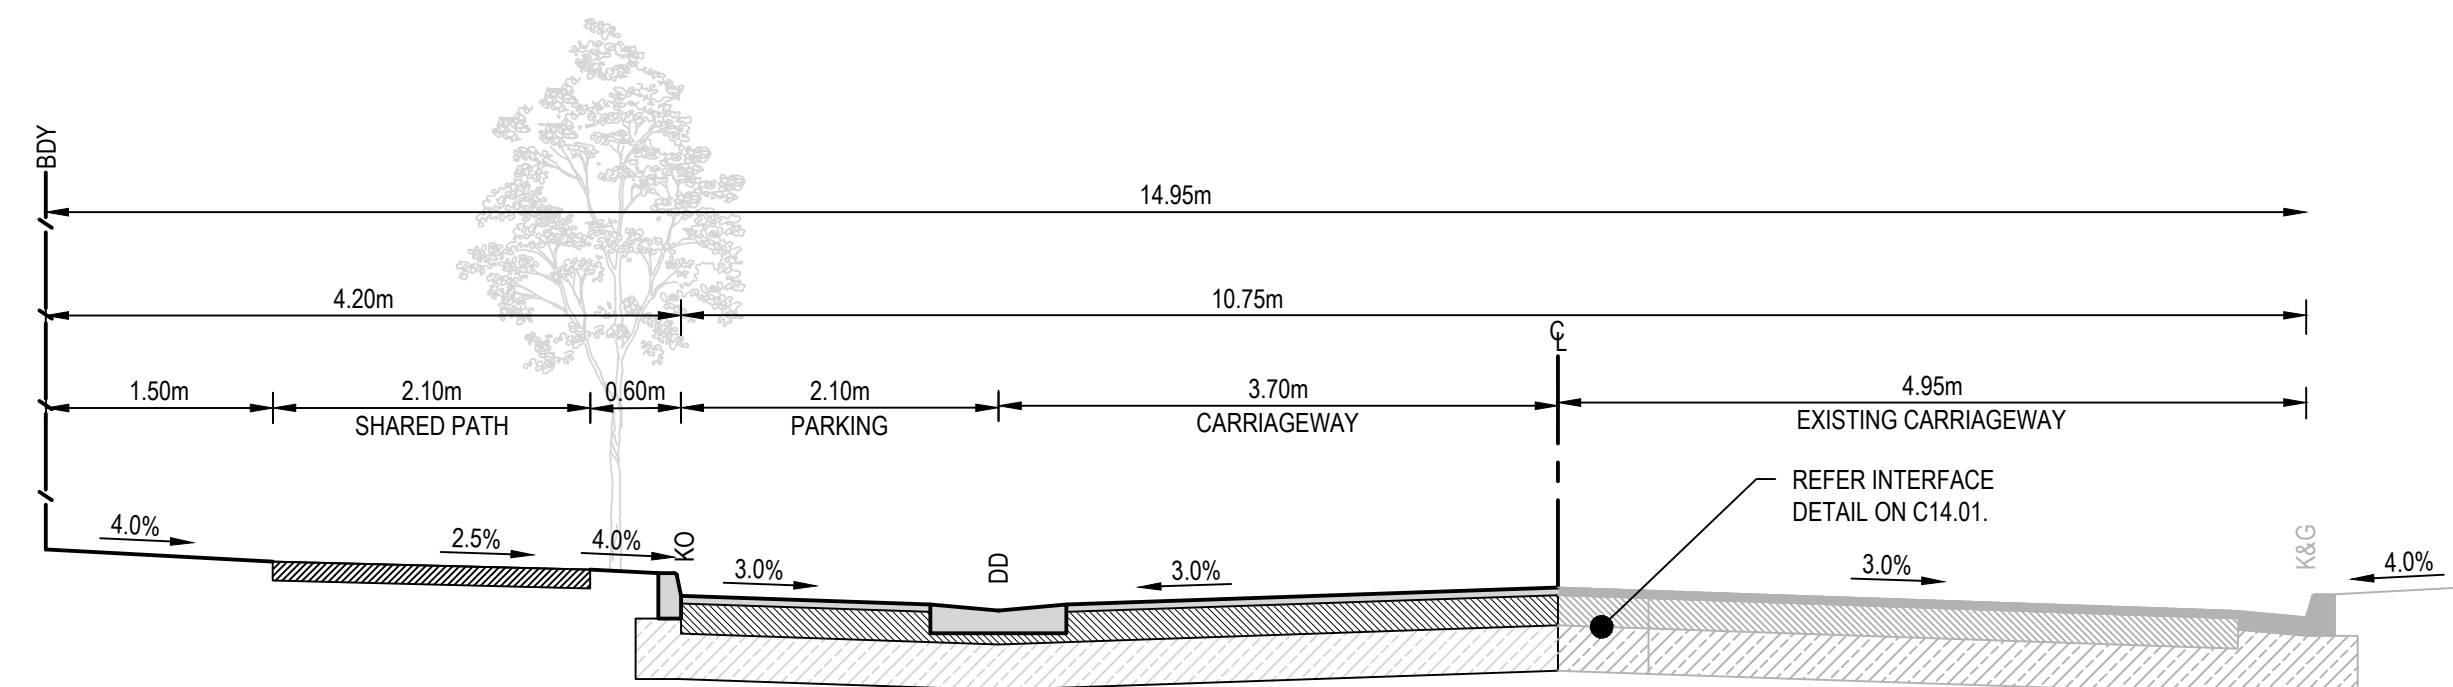 BDY
14.95m
4.20m
10.75m
℄
1.50m
2.10m
0.60m
2.10m
3.70m
4.95m
SHARED PATH
PARKING
CARRIAGEWAY
EXISTING CARRIAGEWAY
REFER INTERFACE
DETAIL ON C14.01.
4.0%
2.5%
4.0%
KO
3.0%
DD
3.0%
3.0%
K&G
4.0%